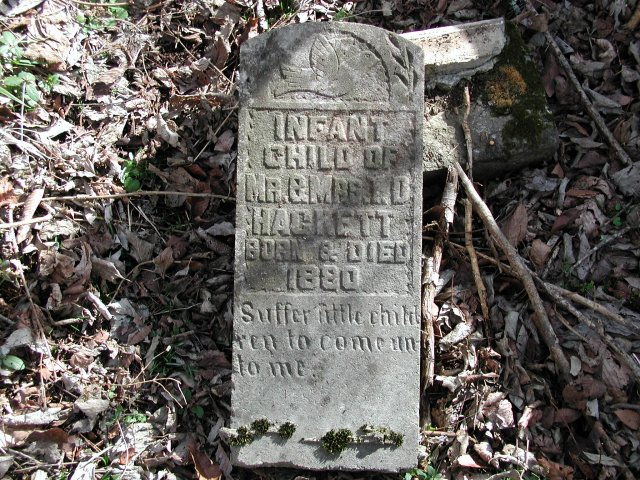 INFANT
CHILD OF
MR. & MRS. I. D.
HACKETT
BORN & DIED
1880
Suffer little child
ren to come un
to me.